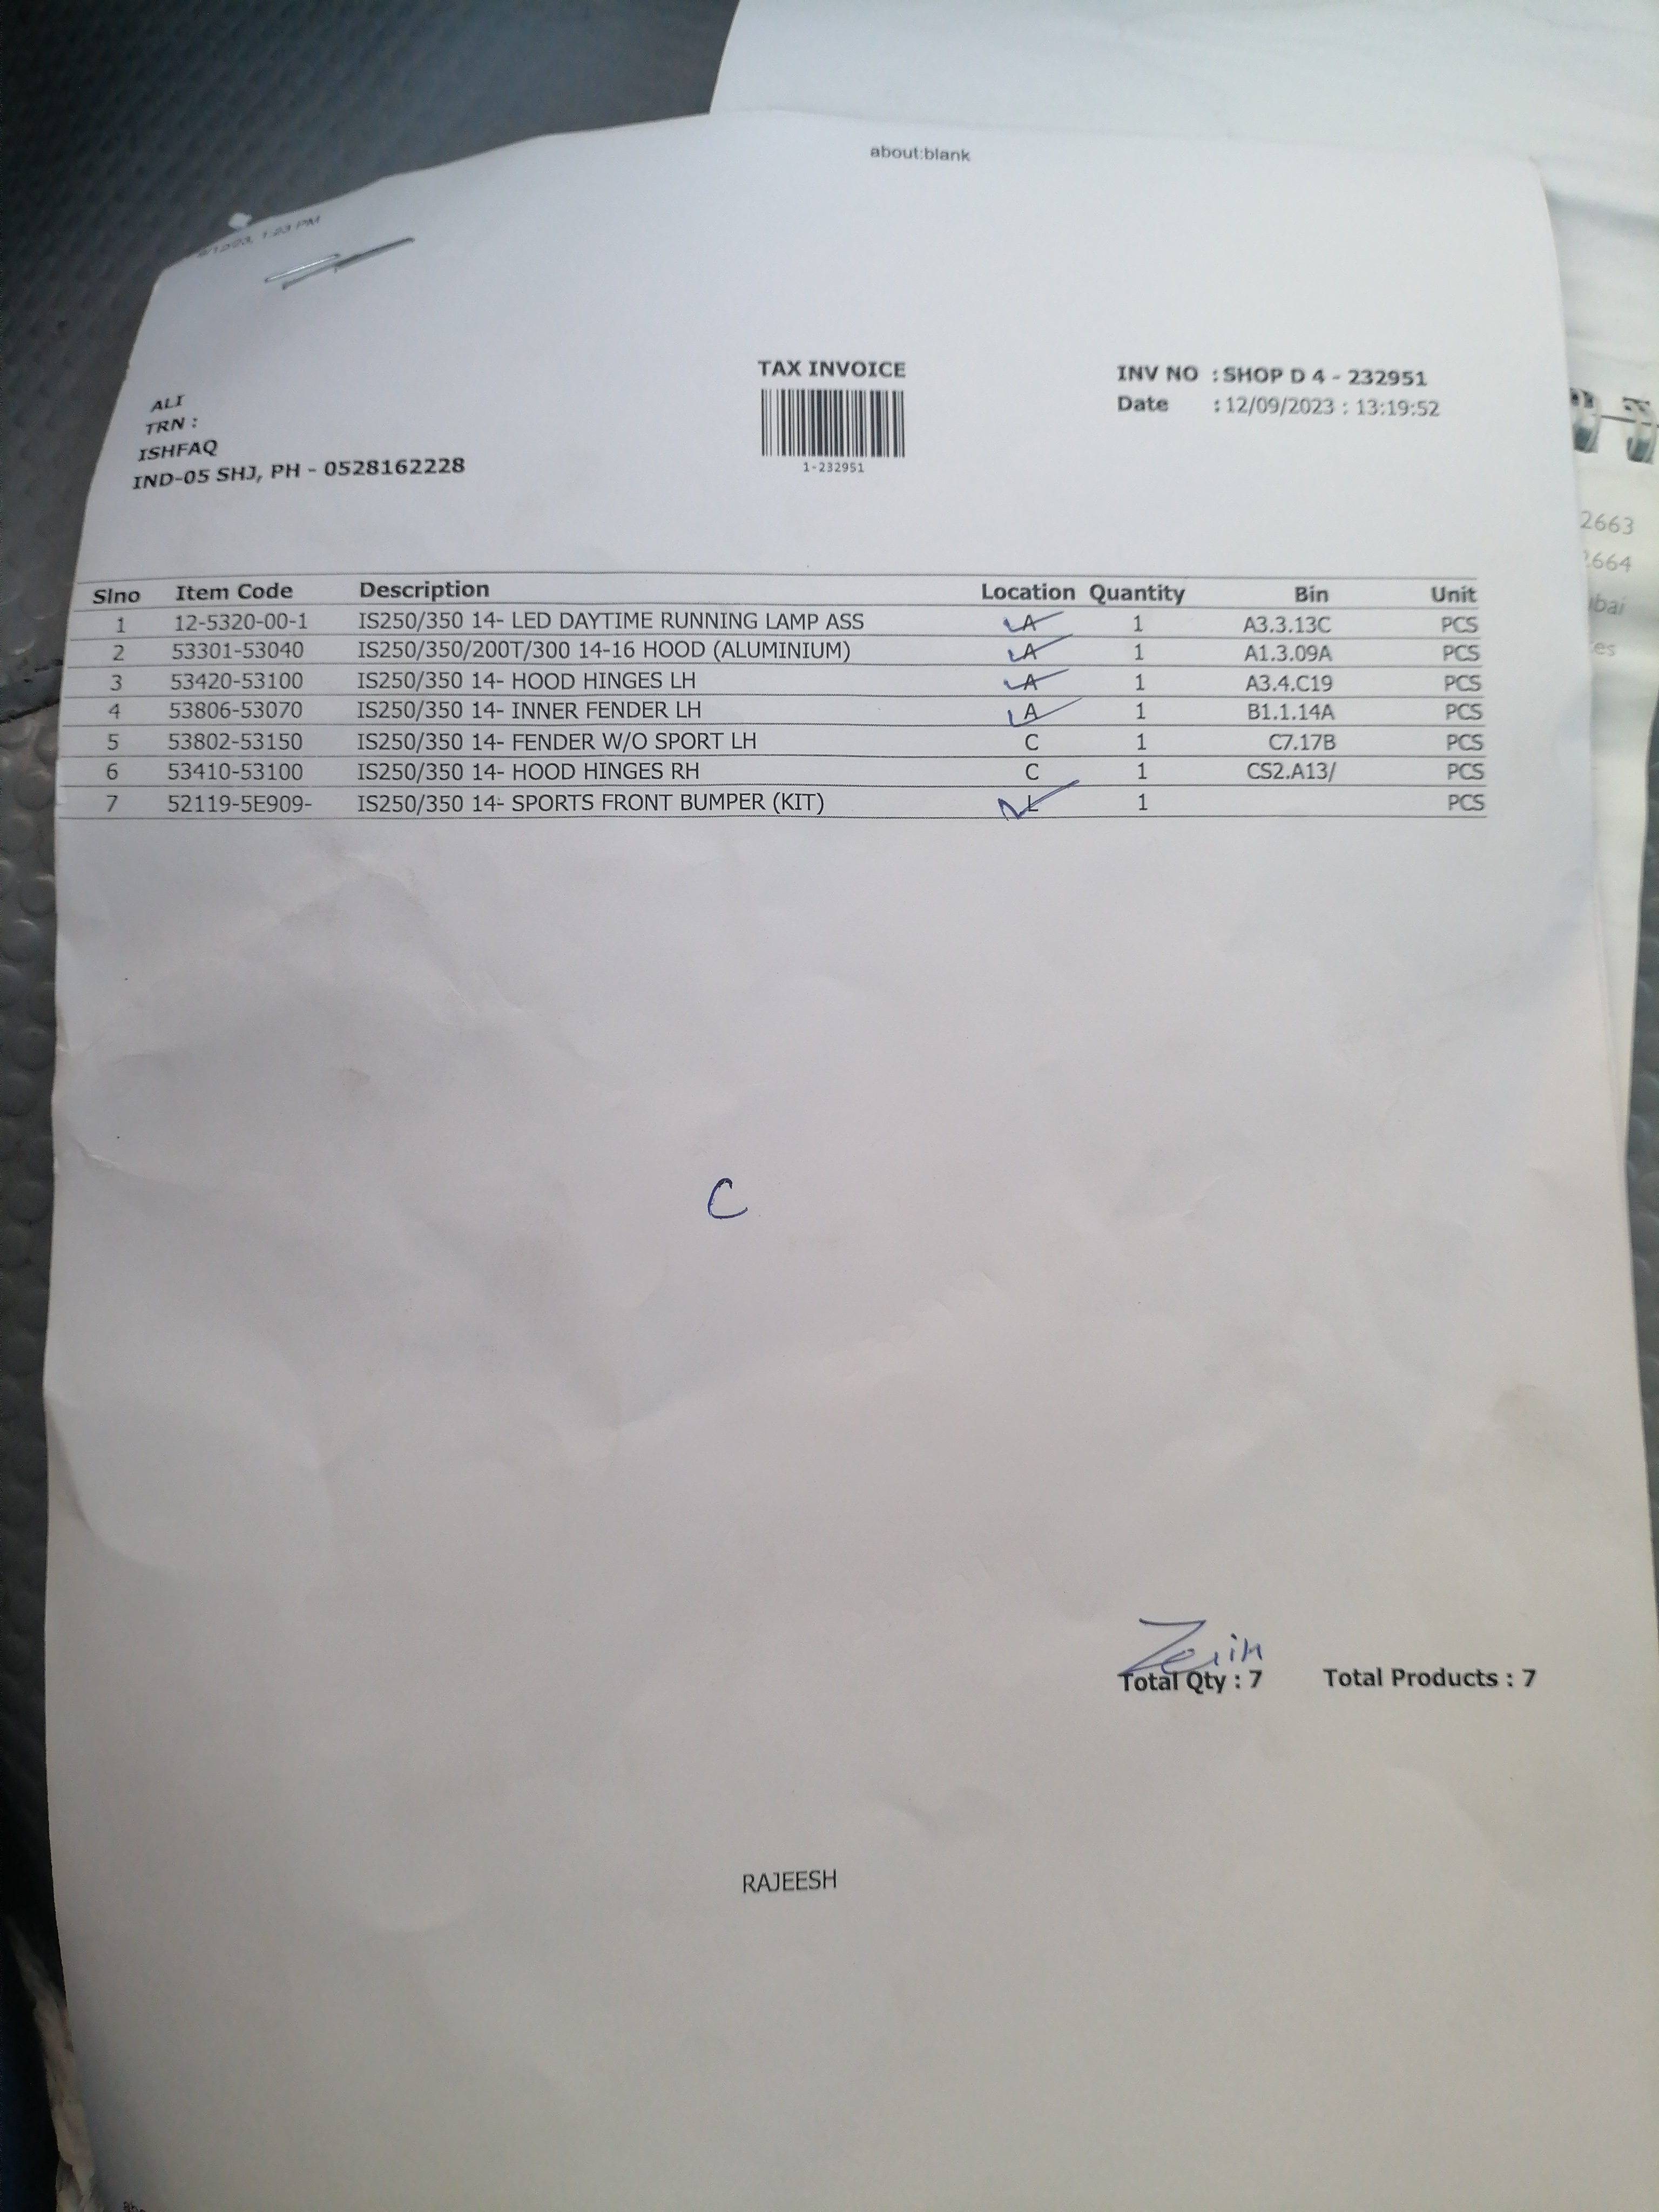 about:blank
1:23 PM
TAX INVOICE
INV NO : SHOP D 4 - 232951
Date : 12/09/2023 : 13:19:52
ALI
TRN :
ISHFAQ
IND-05 SHJ, PH - 0528162228
1-232951
Slno Item Code Description Location Quantity Bin Unit
1 12-5320-00-1 IS250/350 14- LED DAYTIME RUNNING LAMP ASS A 1 A3.3.13C PCS
2 53301-53040 IS250/350/200T/300 14-16 HOOD (ALUMINIUM) A 1 A1.3.09A PCS
3 53420-53100 IS250/350 14- HOOD HINGES LH A 1 A3.4.C19 PCS
4 53806-53070 IS250/350 14- INNER FENDER LH A 1 B1.1.14A PCS
5 53802-53150 IS250/350 14- FENDER W/O SPORT LH C 1 C7.17B PCS
6 53410-53100 IS250/350 14- HOOD HINGES RH C 1 CS2.A13/ PCS
7 52119-5E909- IS250/350 14- SPORTS FRONT BUMPER (KIT) L 1 PCS
C
Total Qty : 7 Total Products : 7
RAJEESH
2663
2664